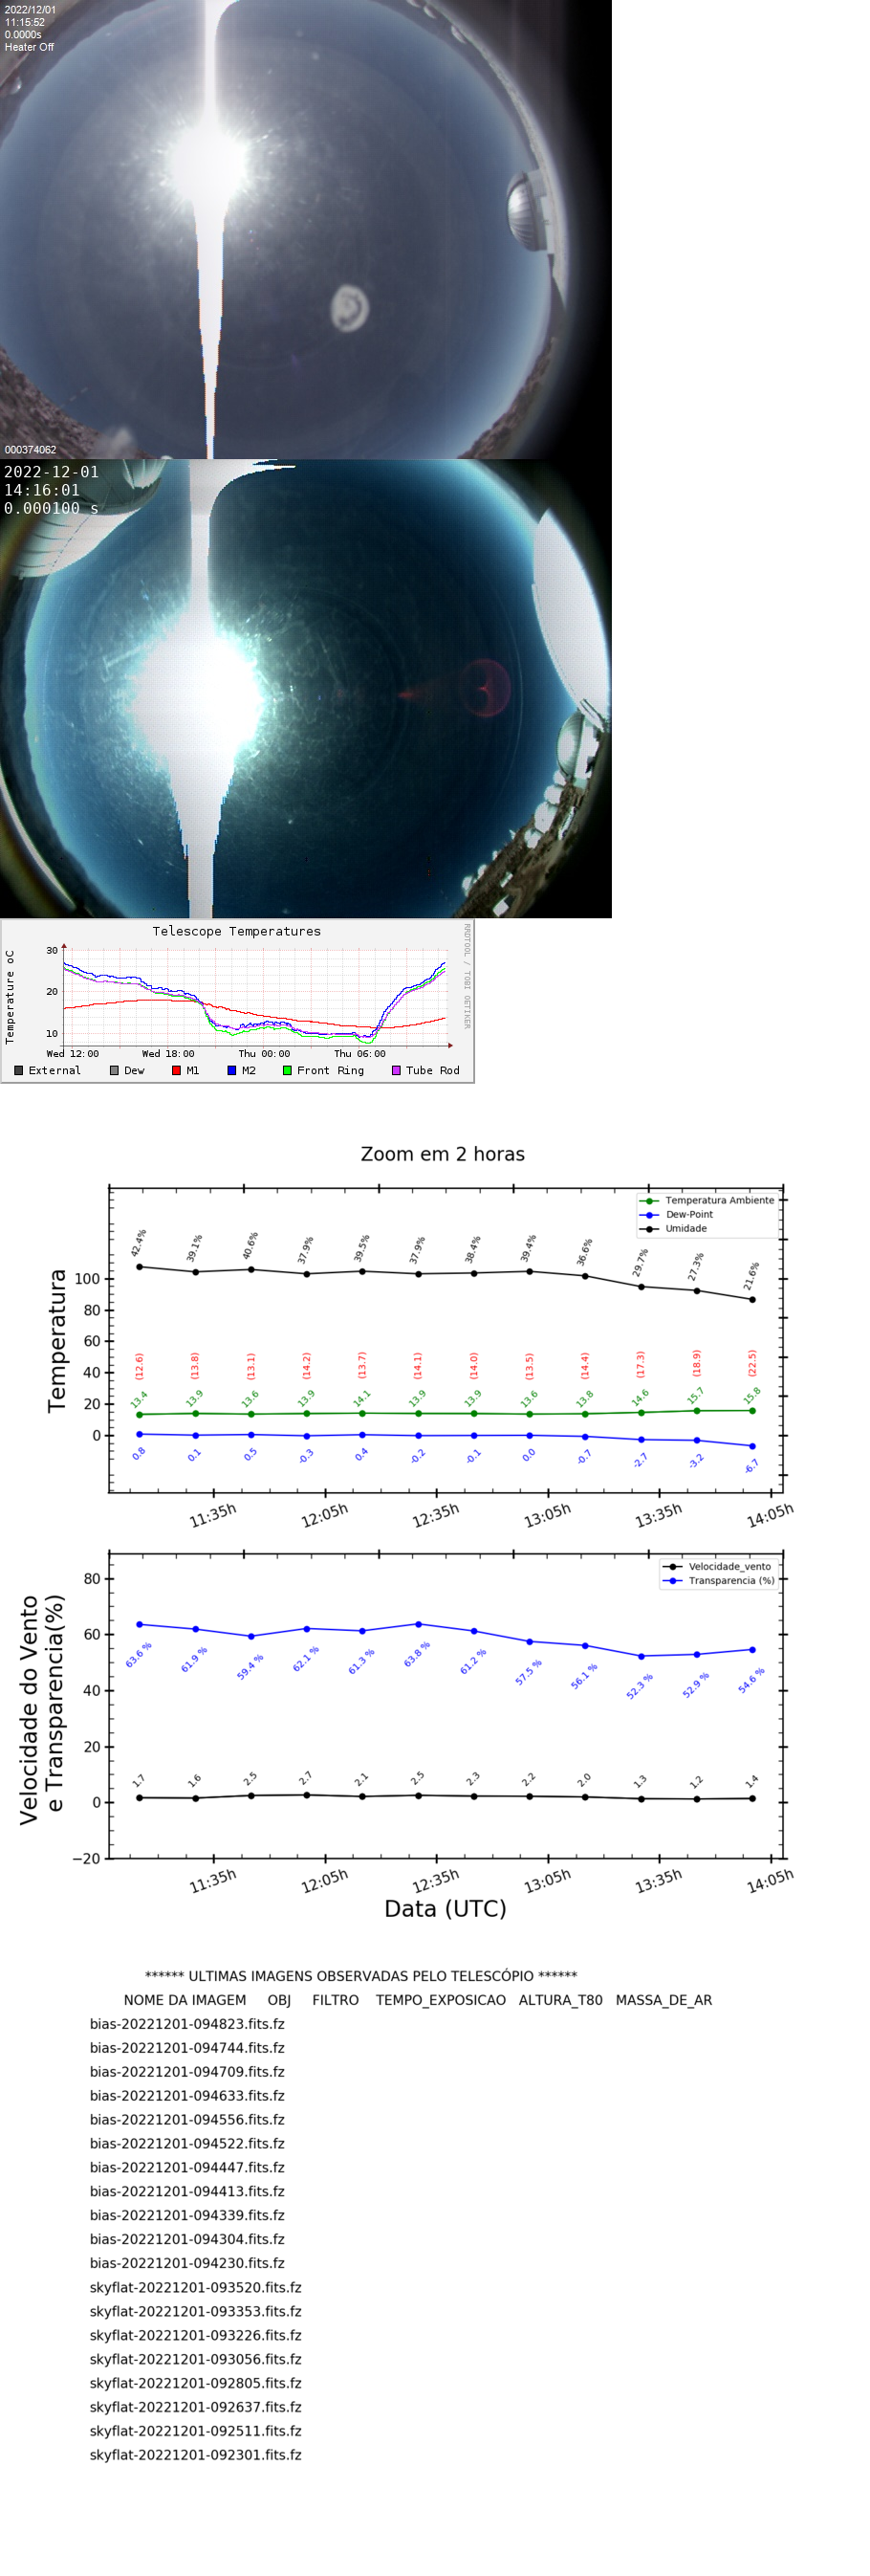 2022/12/01
11:15:52
0.0000s
Heater Off
000374062
2022-12-01
14:16:01
0.000100 s
Telescope Temperatures
RRDTOOL / TOBI OETIKER
Temperature oC
30
20
10
Wed 12:00 Wed 18:00 Thu 00:00 Thu 06:00
External Dew M1 M2 Front Ring Tube Rod
Zoom em 2 horas
Temperatura Ambiente
Dew-Point
Umidade
Temperatura
100
80
60
40
20
0
42.4% 39.1% 40.6% 37.9% 39.5% 37.9% 38.4% 39.4% 36.6% 29.7% 27.3% 21.6%
(12.6) (13.8) (13.1) (14.2) (13.7) (14.1) (14.0) (13.5) (14.4) (17.3) (18.9) (22.5)
13.4 13.9 13.6 13.9 14.1 13.9 13.9 13.6 13.8 14.6 15.7 15.8
0.8 0.1 0.5 -0.3 0.4 -0.2 -0.1 0.0 -0.7 -2.7 -3.2 -6.7
11:35h 12:05h 12:35h 13:05h 13:35h 14:05h
Velocidade_vento
Transparencia (%)
Velocidade do Vento
e Transparencia(%)
80
60
40
20
0
−20
63.6 % 61.9 % 59.4 % 62.1 % 61.3 % 63.8 % 61.2 % 57.5 % 56.1 % 52.3 % 52.9 % 54.6 %
1.7 1.6 2.5 2.7 2.1 2.5 2.3 2.2 2.0 1.3 1.2 1.4
11:35h 12:05h 12:35h 13:05h 13:35h 14:05h
Data (UTC)
****** ULTIMAS IMAGENS OBSERVADAS PELO TELESCÓPIO ******
NOME DA IMAGEM OBJ FILTRO TEMPO_EXPOSICAO ALTURA_T80 MASSA_DE_AR
bias-20221201-094823.fits.fz
bias-20221201-094744.fits.fz
bias-20221201-094709.fits.fz
bias-20221201-094633.fits.fz
bias-20221201-094556.fits.fz
bias-20221201-094522.fits.fz
bias-20221201-094447.fits.fz
bias-20221201-094413.fits.fz
bias-20221201-094339.fits.fz
bias-20221201-094304.fits.fz
bias-20221201-094230.fits.fz
skyflat-20221201-093520.fits.fz
skyflat-20221201-093353.fits.fz
skyflat-20221201-093226.fits.fz
skyflat-20221201-093056.fits.fz
skyflat-20221201-092805.fits.fz
skyflat-20221201-092637.fits.fz
skyflat-20221201-092511.fits.fz
skyflat-20221201-092301.fits.fz